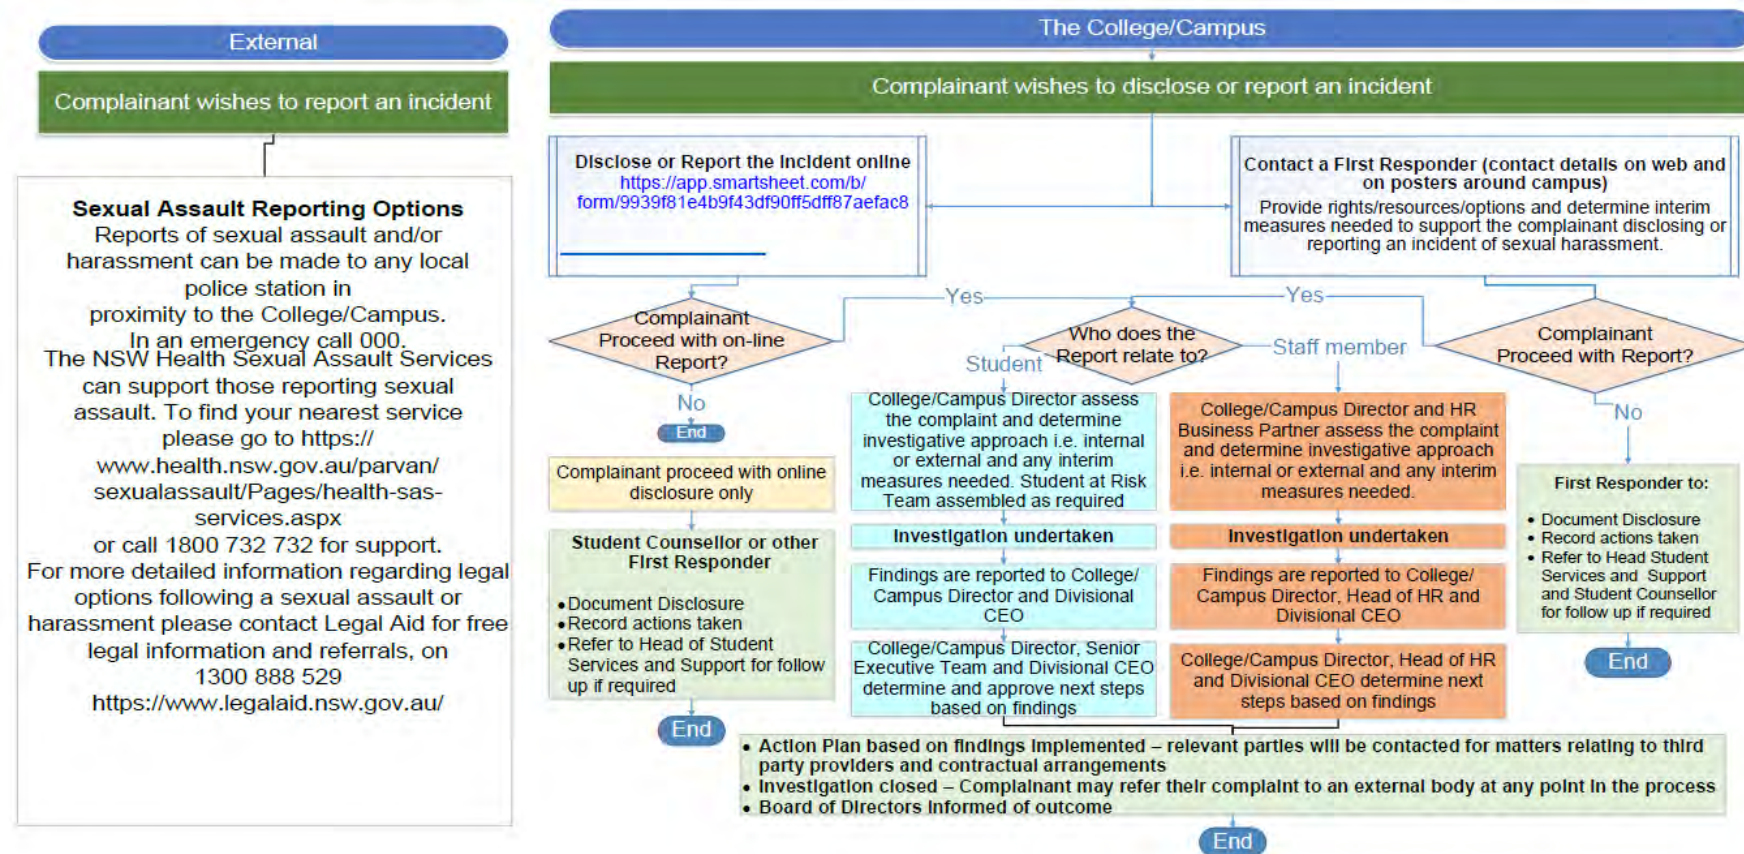 External
Complainant wishes to report an incident
Sexual Assault Reporting Options
Reports of sexual assault and/or
harassment can be made to any local
police station in
proximity to the College/Campus.
In an emergency call 000.
The NSW Health Sexual Assault Services
can support those reporting sexual
assault. To find your nearest service
please go to https://
www.health.nsw.gov.au/parvan/
sexualassault/Pages/health-sas-
services.aspx
or call 1800 732 732 for support.
For more detailed information regarding legal
options following a sexual assault or
harassment please contact Legal Aid for free
legal information and referrals, on
1300 888 529
https://www.legalaid.nsw.gov.au/
The College/Campus
Complainant wishes to disclose or report an incident
Disclose or Report the Incident online
https://app.smartsheet.com/b/
form/9939f81e4b9f43df90ff5dff87aefac8
Contact a First Responder (contact details on web and
on posters around campus)
Provide rights/resources/options and determine interim
measures needed to support the complainant disclosing or
reporting an incident of sexual harassment.
Complainant
Proceed with on-line
Report?
Yes
No
End
Who does the
Report relate to?
Student
Staff member
Yes
Complainant
Proceed with Report?
No
Complainant proceed with online
disclosure only
Student Counsellor or other
First Responder
• Document Disclosure
• Record actions taken
• Refer to Head of Student
Services and Support for follow
up if required
End
College/Campus Director assess
the complaint and determine
investigative approach i.e. internal
or external and any interim
measures needed. Student at Risk
Team assembled as required
Investigation undertaken
Findings are reported to College/
Campus Director and Divisional
CEO
College/Campus Director, Senior
Executive Team and Divisional CEO
determine and approve next steps
based on findings
College/Campus Director and HR
Business Partner assess the complaint
and determine investigative approach
i.e. internal or external and any interim
measures needed.
Investigation undertaken
Findings are reported to College/
Campus Director, Head of HR and
Divisional CEO
College/Campus Director, Head of HR
and Divisional CEO determine next
steps based on findings
First Responder to:
• Document Disclosure
• Record actions taken
• Refer to Head Student
Services and Support
and Student Counsellor
for follow up if required
End
• Action Plan based on findings implemented – relevant parties will be contacted for matters relating to third
party providers and contractual arrangements
• Investigation closed – Complainant may refer their complaint to an external body at any point in the process
• Board of Directors informed of outcome
End